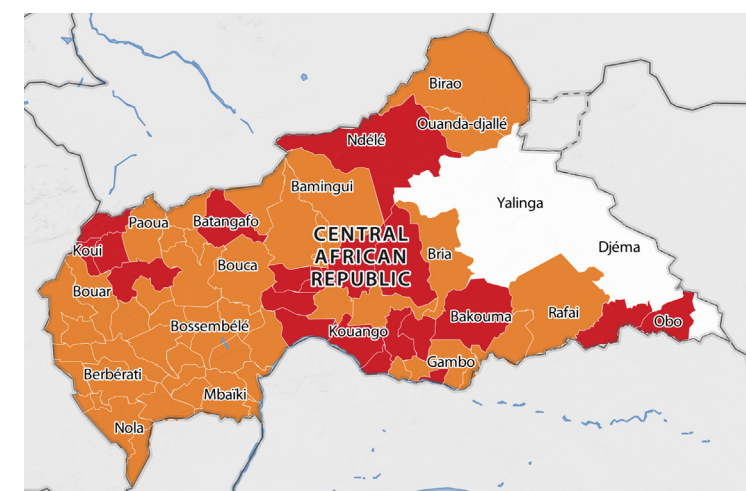 Birao
Ouanda-djallé
Ndélé
Bamingui
Yalinga
Paoua
Batangafo
CENTRAL
AFRICAN
REPUBLIC
Koui
Bria
Djéma
Bouca
Bouar
Bakouma
Rafai
Obo
Bossembélé
Kouango
Gambo
Berbérati
Mbaïki
Nola